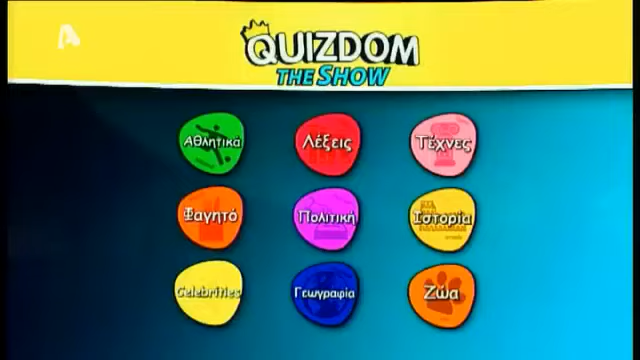 QUIZDOM
THE SHOW
Αθλητικά Λέξεις Τέχνες
Φαγητό Πολιτική Ιστορία
Celebrities Γεωγραφία Ζώα